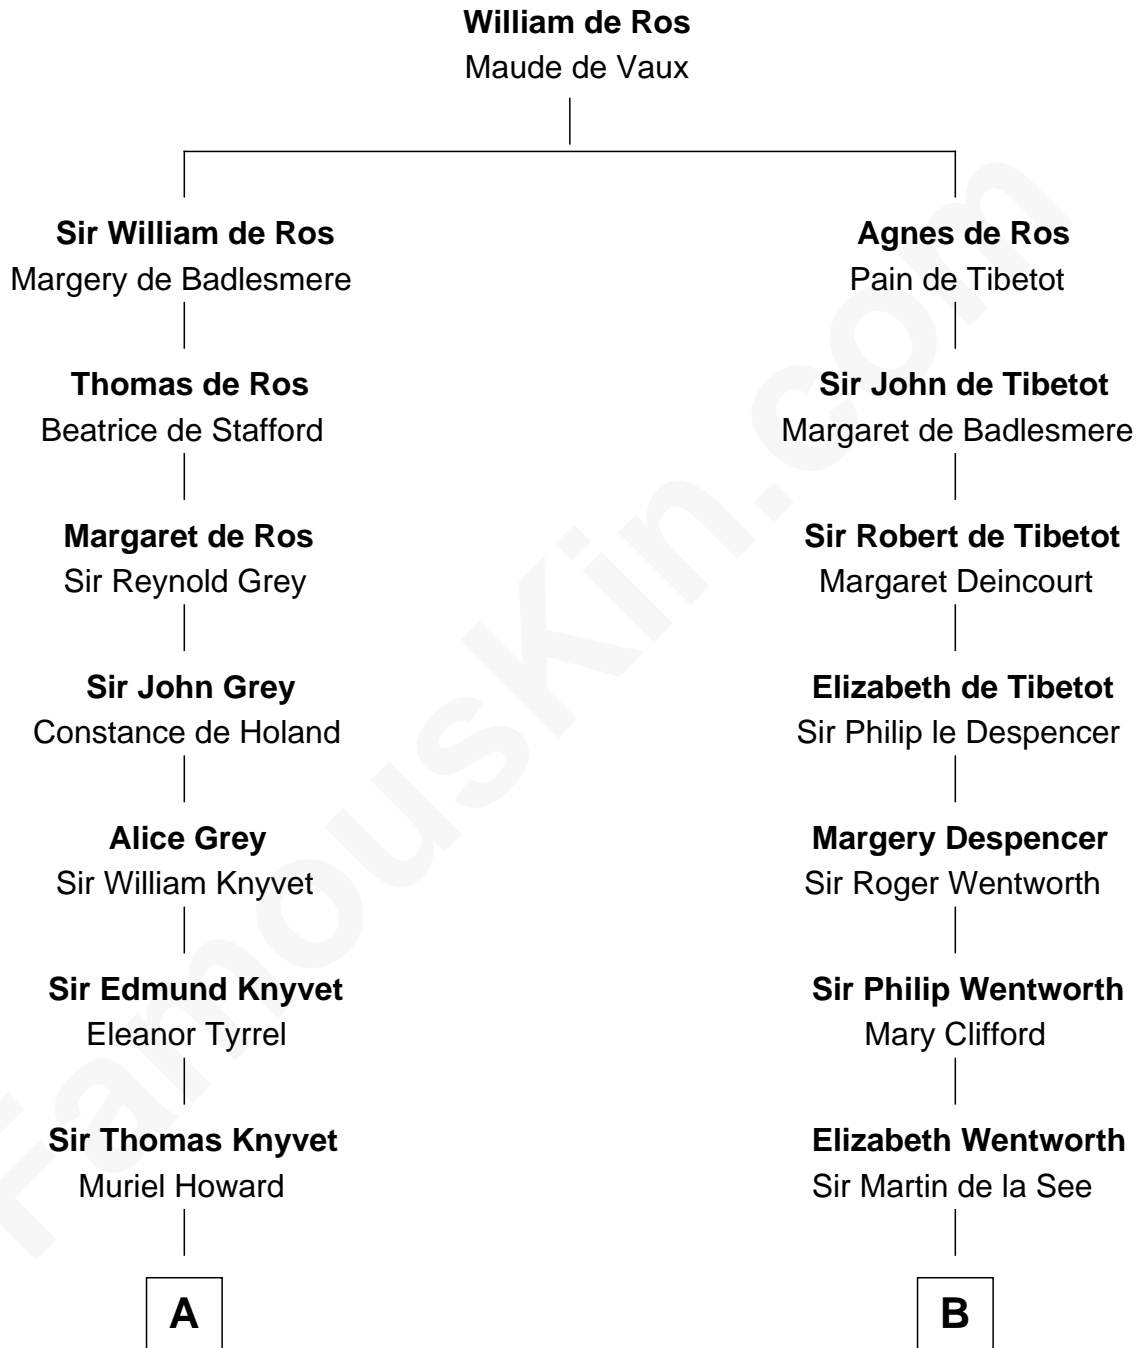 William de Ros
Maude de Vaux
Sir William de Ros
Margery de Badlesmere
Agnes de Ros
Pain de Tibetot
Thomas de Ros
Beatrice de Stafford
Sir John de Tibetot
Margaret de Badlesmere
Margaret de Ros
Sir Reynold Grey
Sir Robert de Tibetot
Margaret Deincourt
Sir John Grey
Constance de Holand
Elizabeth de Tibetot
Sir Philip le Despencer
Alice Grey
Sir William Knyvet
Margery Despencer
Sir Roger Wentworth
Sir Edmund Knyvet
Eleanor Tyrrel
Sir Philip Wentworth
Mary Clifford
Sir Thomas Knyvet
Muriel Howard
Elizabeth Wentworth
Sir Martin de la See
A
B
FamousKin.com